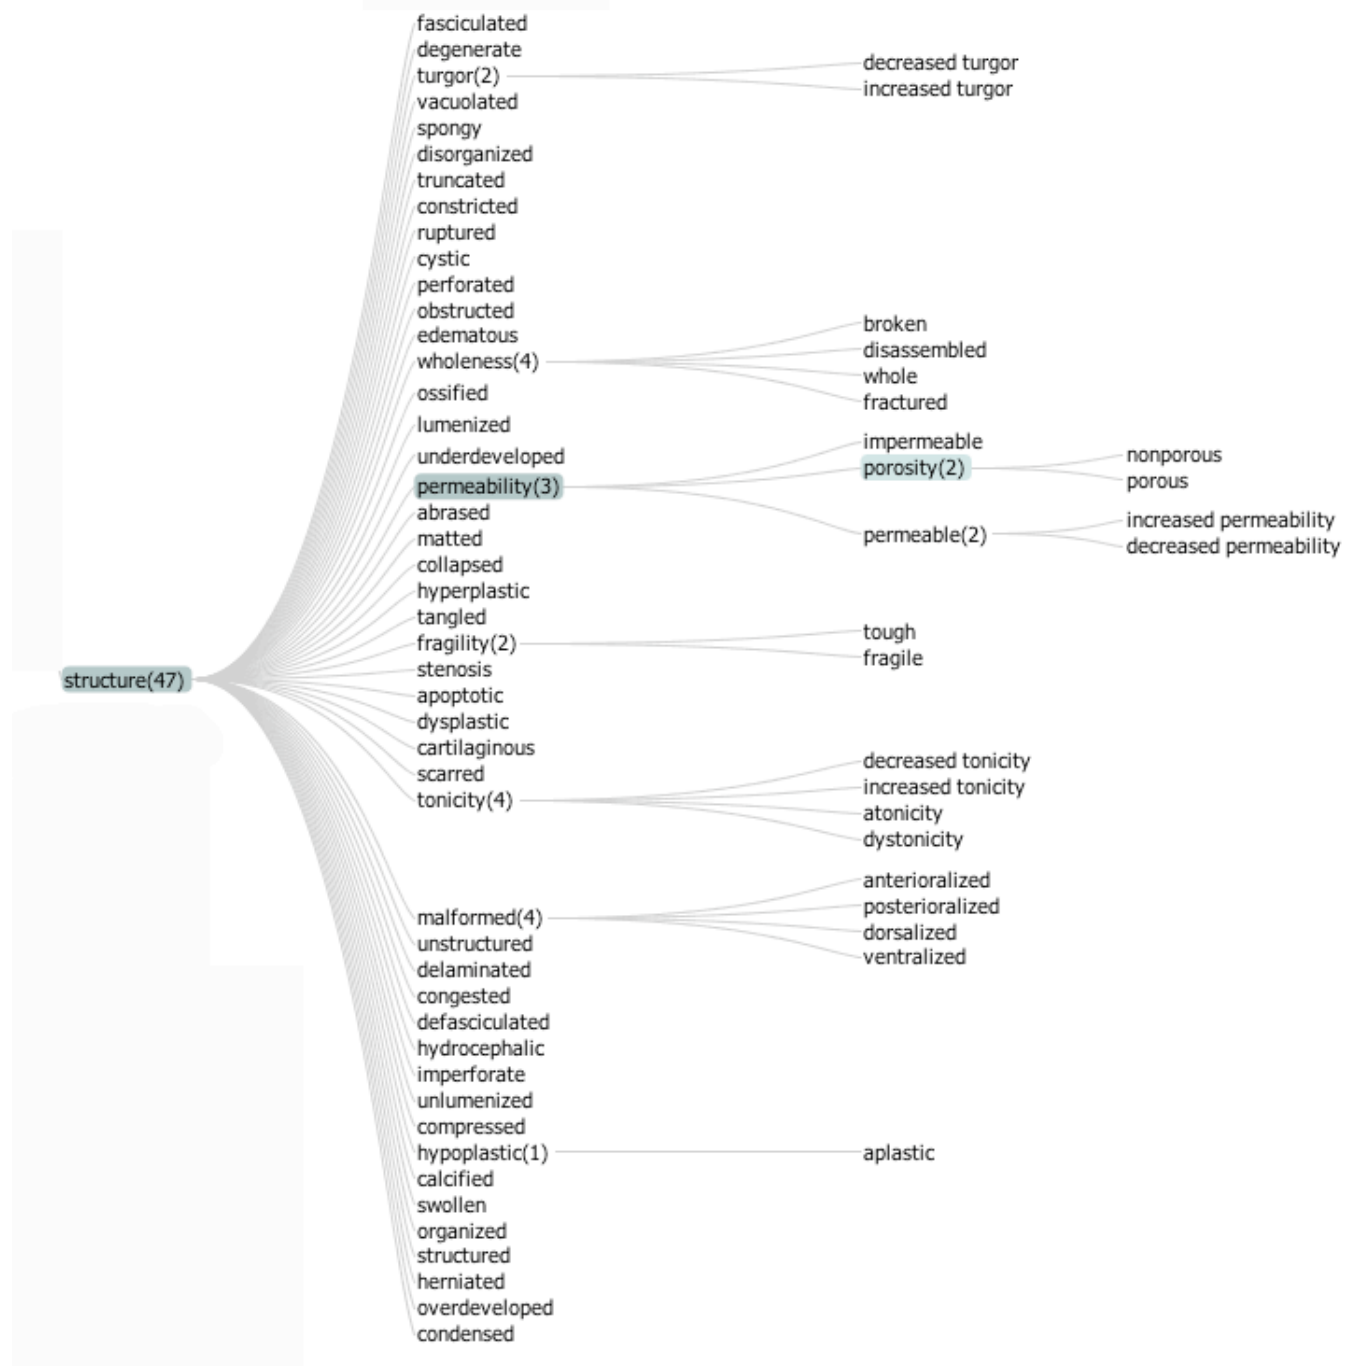 fasciculated
degenerate
turgor(2)
decreased turgor
increased turgor
vacuolated
spongy
disorganized
truncated
constricted
ruptured
cystic
perforated
obstructed
edematous
wholeness(4)
broken
disassembled
whole
fractured
ossified
lumenized
underdeveloped
permeability(3)
impermeable
porosity(2)
nonporous
porous
permeable(2)
increased permeability
decreased permeability
abrased
matted
collapsed
hyperplastic
tangled
fragility(2)
tough
fragile
stenosis
structure(47)
apoptotic
dysplastic
cartilaginous
scarred
tonicity(4)
decreased tonicity
increased tonicity
atonicity
dystonicity
malformed(4)
anterioralized
posterioralized
dorsalized
ventralized
unstructured
delaminated
congested
defasciculated
hydrocephalic
imperforate
unlumenized
compressed
hypoplastic(1)
aplastic
calcified
swollen
organized
structured
herniated
overdeveloped
condensed